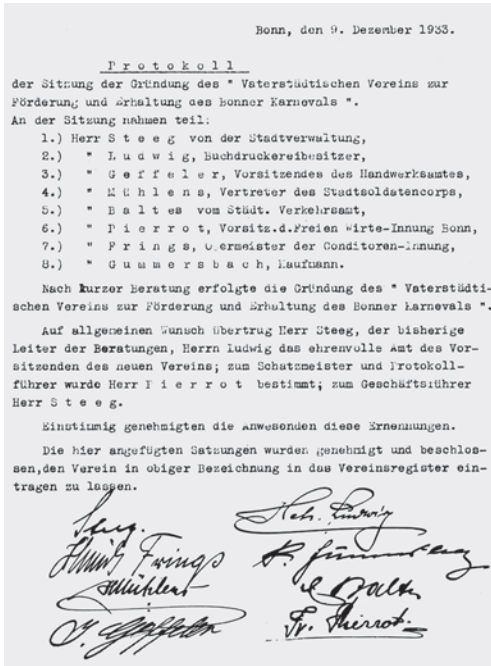 Bonn, den 9. Dezember 1933.
P r o t o k o l l
der Sitzung der Gründung des " Vaterstädtischen Vereins zur
Förderung und Erhaltung des Bonner Karnevals ".
An der Sitzung nahmen teil:
1.) Herr S t e e g von der Stadtverwaltung,
2.) " L u d w i g, Buchdruckereibesitzer,
3.) " G e f f e l e r, Vorsitzendes des Handwerksamtes,
4.) " M ü h l e n s, Vertreter des Stadtsoldatencorps,
5.) " B a l t e s vom Städt. Verkehrsamt,
6.) " P i e r r o t, Vorsitz.d.Freien Wirte-Innung Bonn,
7.) " F r i n g s, Obermeister der Conditoren-Innung,
8.) " G u m m e r s b a c h, Kaufmann.
Nach kurzer Beratung erfolgte die Gründung des " Vaterstädti-
schen Vereins zur Förderung und Erhaltung des Bonner Karnevals ".
Auf allgemeinen Wunsch übertrug Herr Steeg, der bisherige
Leiter der Beratungen, Herrn Ludwig das ehrenvolle Amt des Vor-
sitzenden des neuen Vereins; zum Schatzmeister und Protokoll-
führer wurde Herr P i e r r o t bestimmt; zum Geschäftsführer
Herr S t e e g.
Einstimmig genehmigten die Anwesenden diese Ernennungen.
Die hier angefügten Satzungen wurden genehmigt und beschlos-
sen,den Verein in obiger Bezeichnung in das Vereinsregister ein-
tragen zu lassen.
Steeg. Hch. Ludwig
Frings
Mühlens Baltes
J. Geffeler Fr. Pierrot.